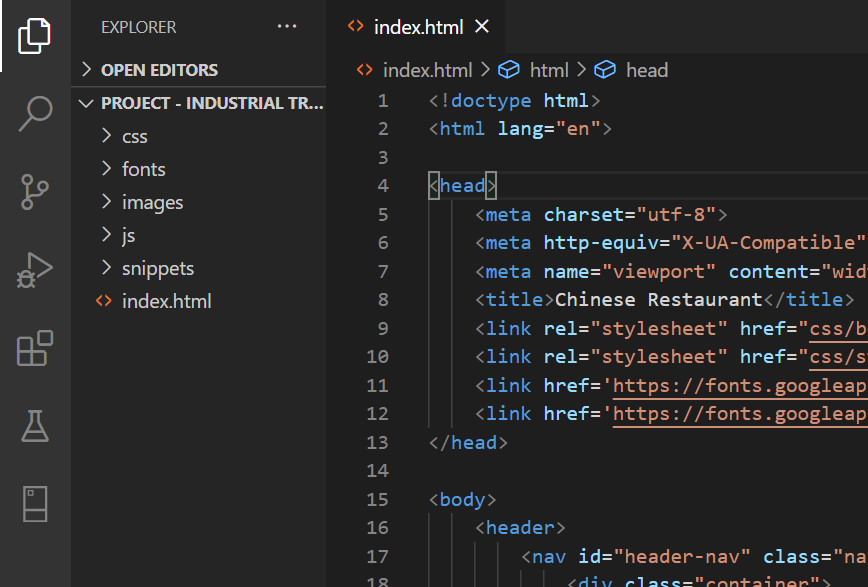 EXPLORER ...
OPEN EDITORS
PROJECT - INDUSTRIAL TR...
css
fonts
images
js
snippets
index.html
index.html
index.html > html > head
1 <!doctype html>
2 <html lang="en">
3
4 <head>
5 <meta charset="utf-8">
6 <meta http-equiv="X-UA-Compatible"
7 <meta name="viewport" content="wid
8 <title>Chinese Restaurant</title>
9 <link rel="stylesheet" href="css/b
10 <link rel="stylesheet" href="css/s
11 <link href='https://fonts.googleap
12 <link href='https://fonts.googleap
13 </head>
14
15 <body>
16 <header>
17 <nav id="header-nav" class="na
18 <div class="container">